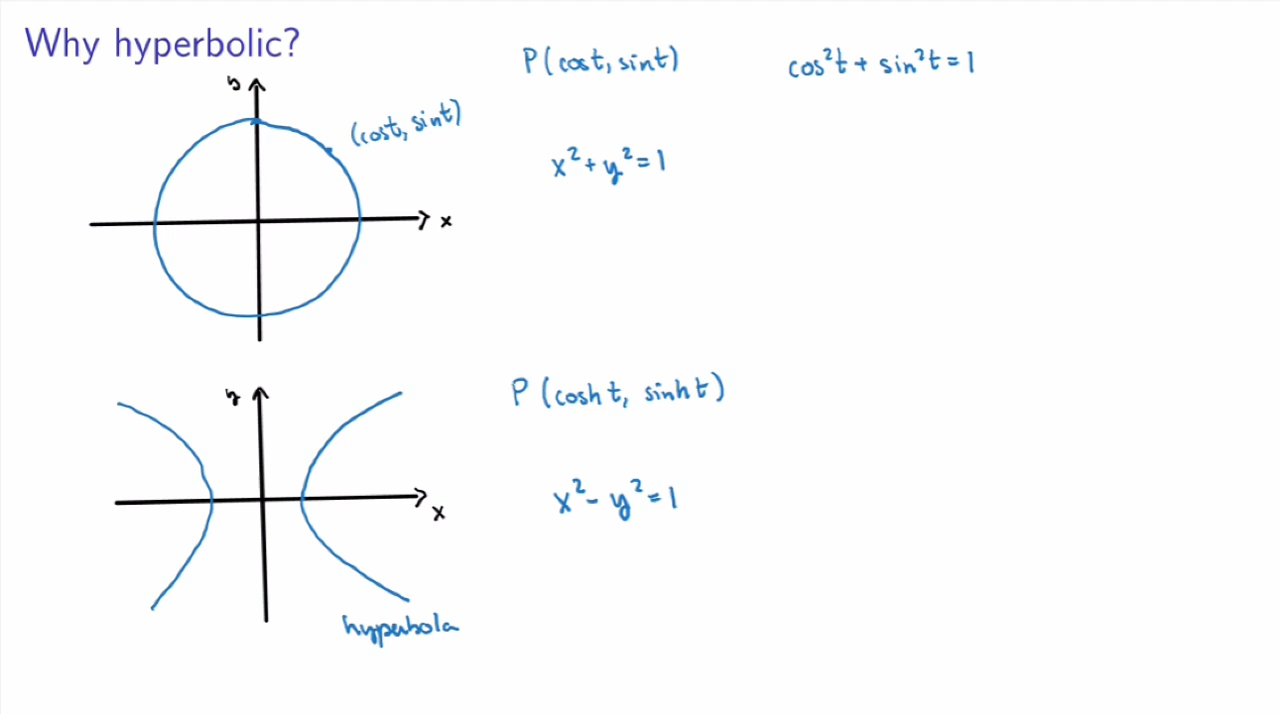 Why hyperbolic?
P(cost, sint)
cos²t + sin²t = 1
y
(cost, sint)
x² + y² = 1
x
y
P (cosh t, sinh t)
x² - y² = 1
x
hyperbola